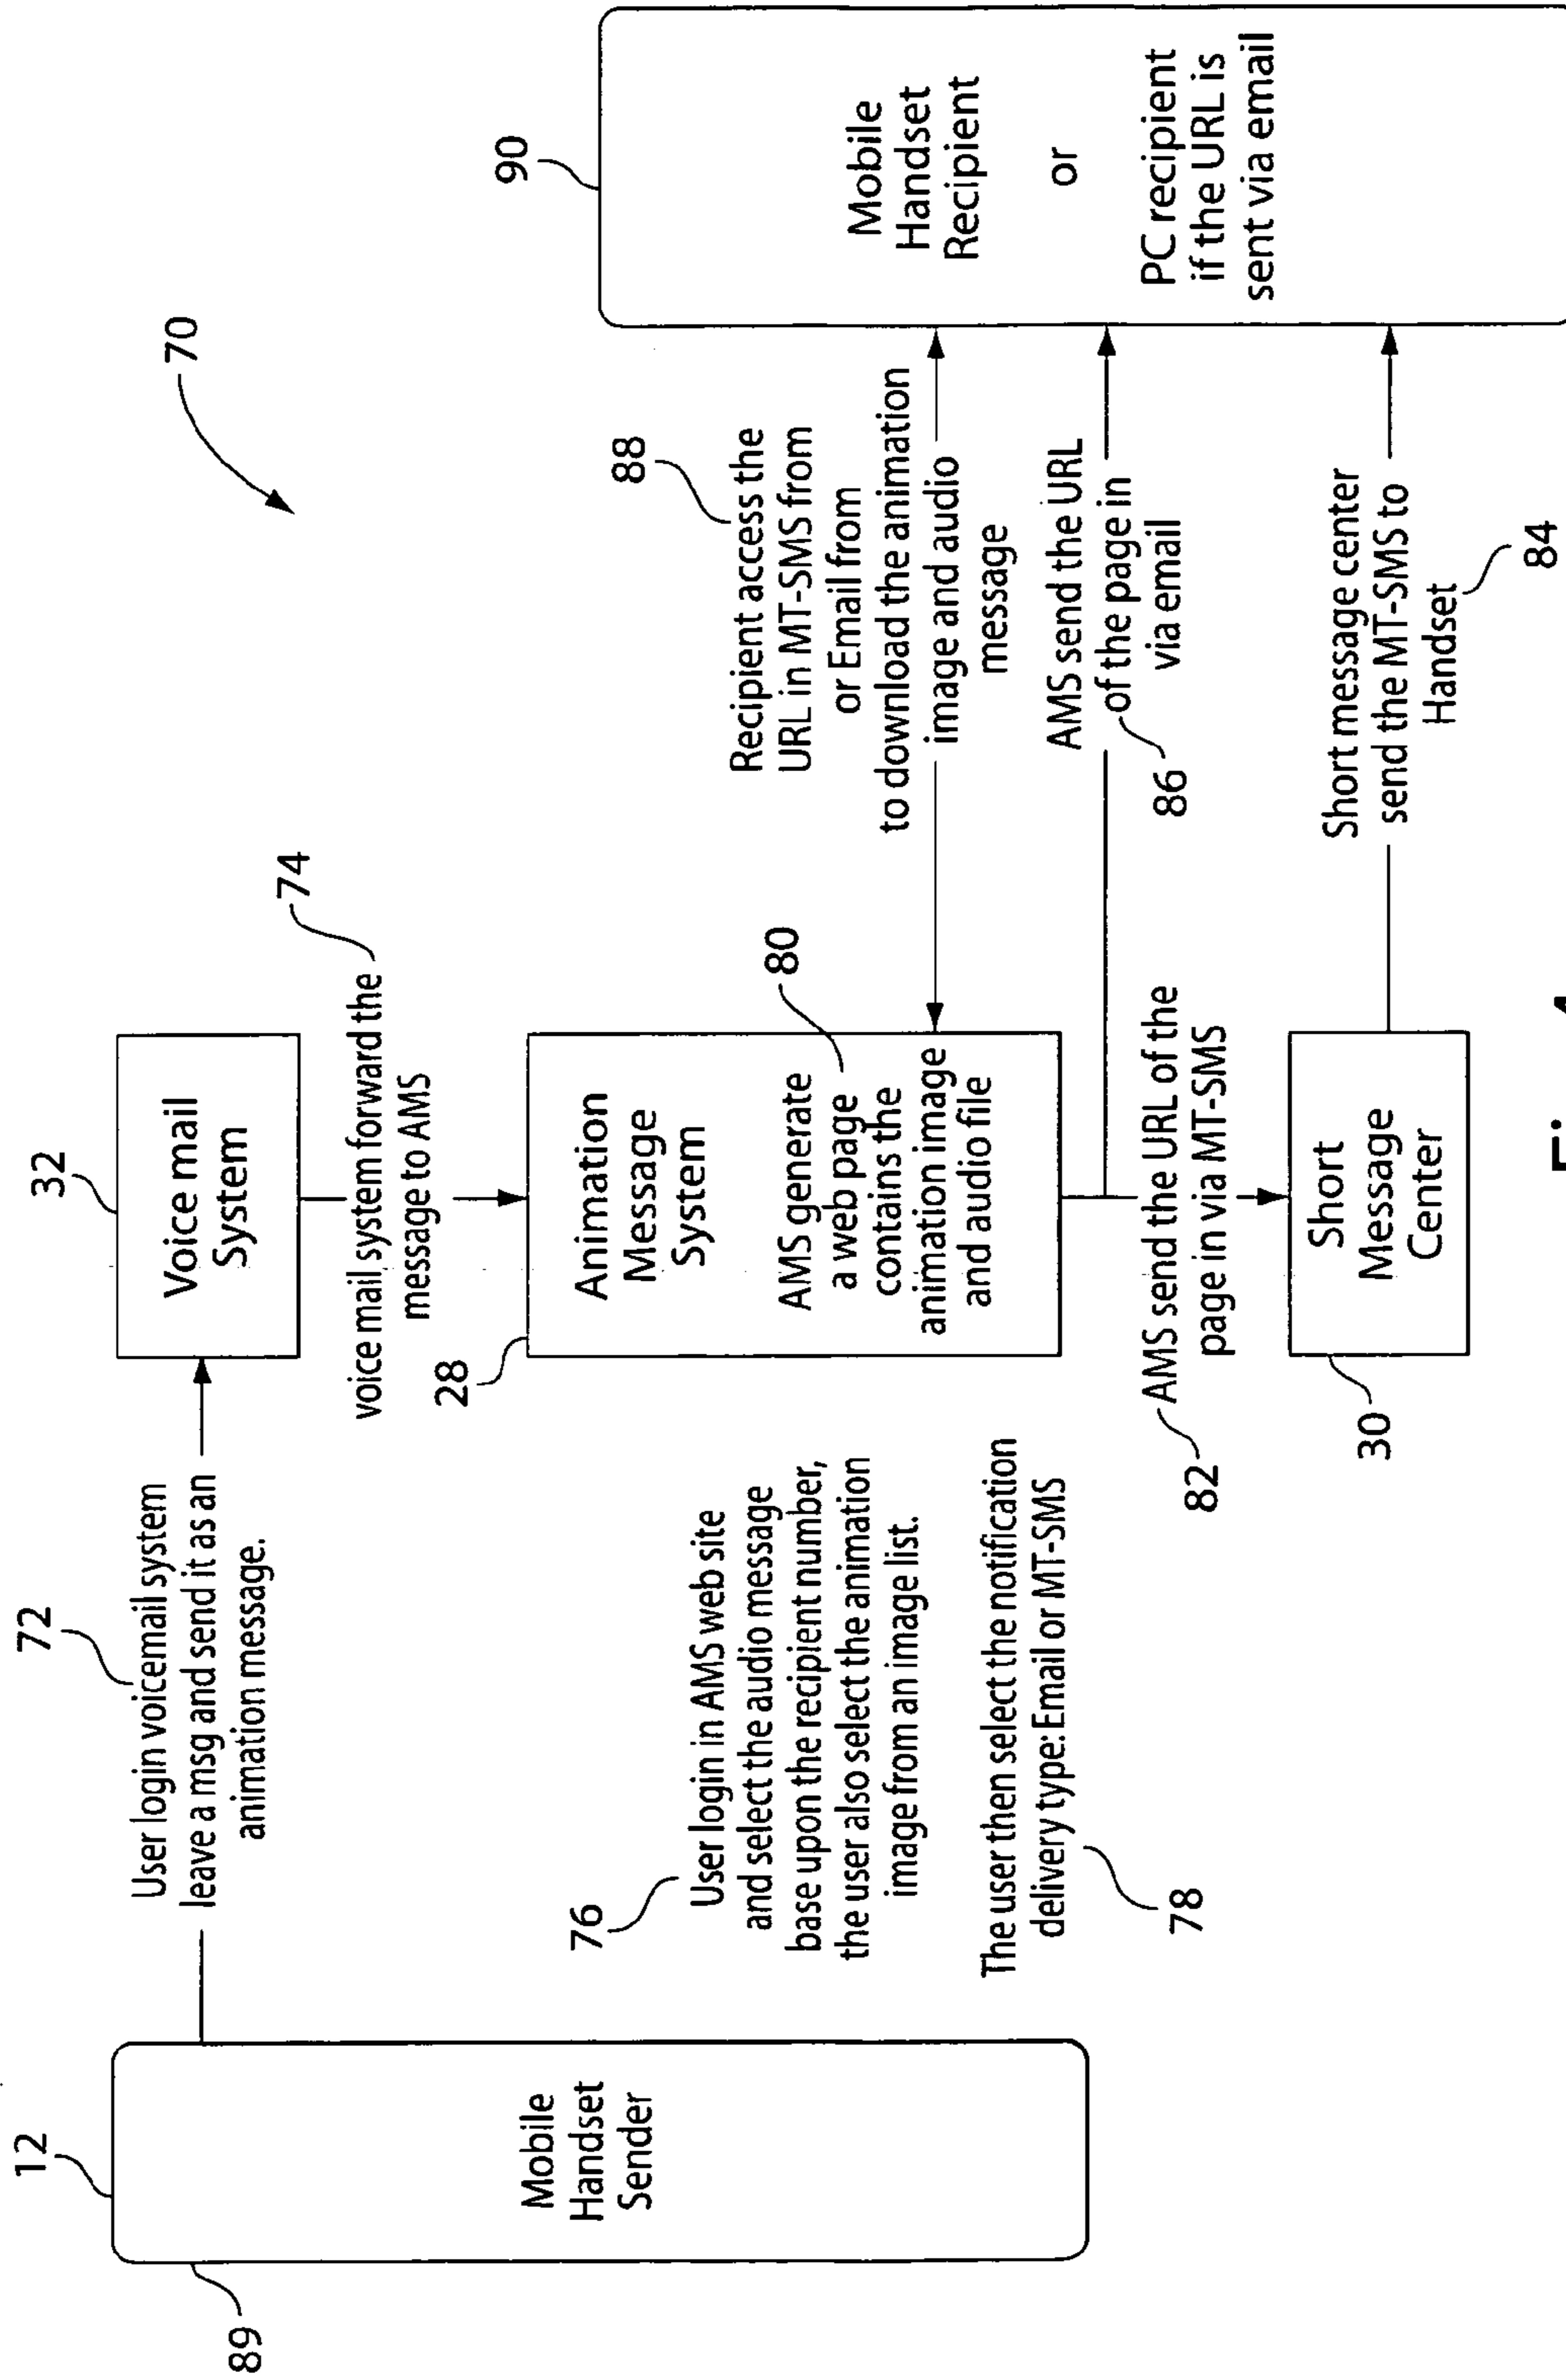 12
89
Mobile
Handset
Sender
72
User login voicemail system
leave a msg and send it as an
animation message.
32
Voice mail
System
74
voice mail system forward the
message to AMS
70
76
User login in AMS web site
and select the audio message
base upon the recipient number,
the user also select the animation
image from an image list.
The user then select the notification
delivery type: Email or MT-SMS
78
28
Animation
Message
System
80
AMS generate
a web page
contains the
animation image
and audio file
88
Recipient access the
URL in MT-SMS from
or Email from
to download the animation
image and audio
message
AMS send the URL
of the page in
via email
86
82
AMS send the URL of the
page in via MT-SMS
30
Short
Message
Center
Short message center
send the MT-SMS to
Handset
84
90
Mobile
Handset
Recipient
or
PC recipient
if the URL is
sent via email